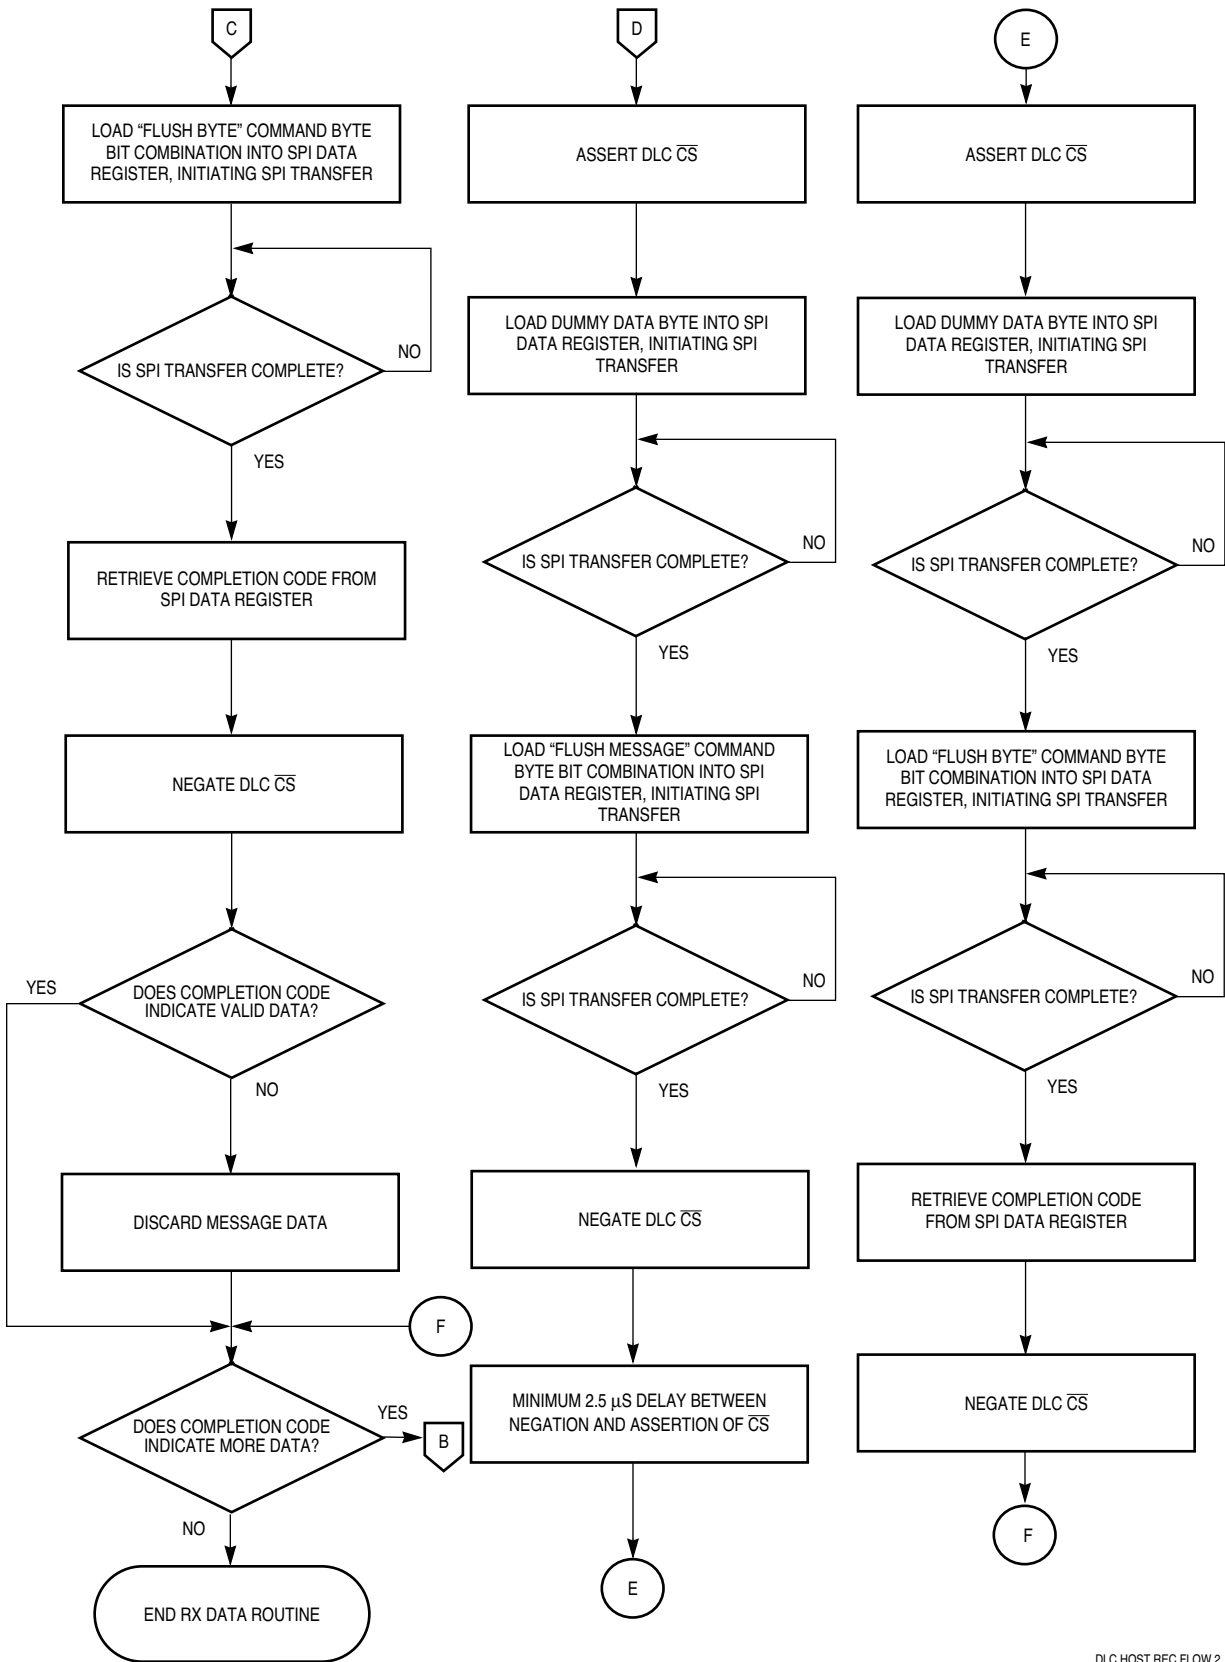 C
LOAD “FLUSH BYTE” COMMAND BYTE
BIT COMBINATION INTO SPI DATA
REGISTER, INITIATING SPI TRANSFER
IS SPI TRANSFER COMPLETE?
NO
YES
RETRIEVE COMPLETION CODE FROM
SPI DATA REGISTER
NEGATE DLC C̅S̅
DOES COMPLETION CODE
INDICATE VALID DATA?
YES
NO
DISCARD MESSAGE DATA
F
DOES COMPLETION CODE
INDICATE MORE DATA?
YES
B
NO
END RX DATA ROUTINE
D
ASSERT DLC C̅S̅
LOAD DUMMY DATA BYTE INTO SPI
DATA REGISTER, INITIATING SPI
TRANSFER
IS SPI TRANSFER COMPLETE?
NO
YES
LOAD “FLUSH MESSAGE” COMMAND
BYTE BIT COMBINATION INTO SPI
DATA REGISTER, INITIATING SPI
TRANSFER
IS SPI TRANSFER COMPLETE?
NO
YES
NEGATE DLC C̅S̅
MINIMUM 2.5 µS DELAY BETWEEN
NEGATION AND ASSERTION OF C̅S̅
E
E
ASSERT DLC C̅S̅
LOAD DUMMY DATA BYTE INTO SPI
DATA REGISTER, INITIATING SPI
TRANSFER
IS SPI TRANSFER COMPLETE?
NO
YES
LOAD “FLUSH BYTE” COMMAND BYTE
BIT COMBINATION INTO SPI DATA
REGISTER, INITIATING SPI TRANSFER
IS SPI TRANSFER COMPLETE?
NO
YES
RETRIEVE COMPLETION CODE
FROM SPI DATA REGISTER
NEGATE DLC C̅S̅
F
DLC HOST REC FLOW 2